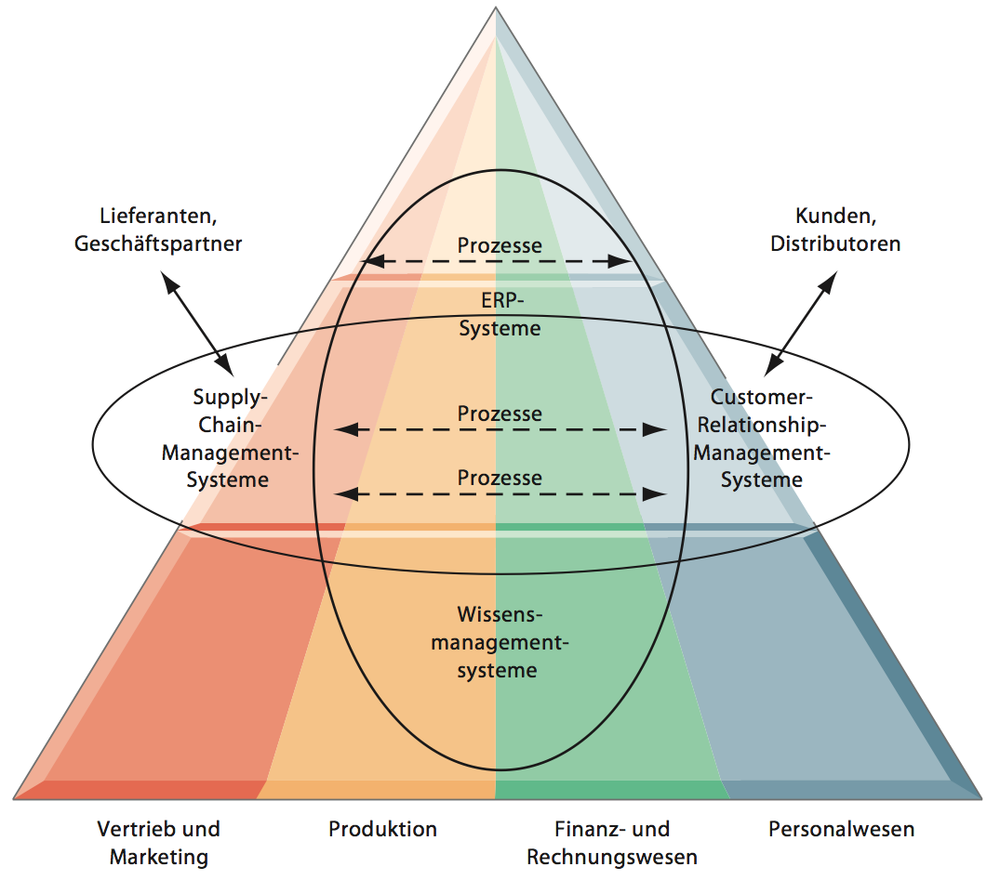 Lieferanten,
Geschäftspartner
Kunden,
Distributoren
Prozesse
ERP-
Systeme
Supply-
Chain-
Management-
Systeme
Prozesse
Prozesse
Customer-
Relationship-
Management-
Systeme
Wissens-
management-
systeme
Vertrieb und
Marketing
Produktion
Finanz- und
Rechnungswesen
Personalwesen